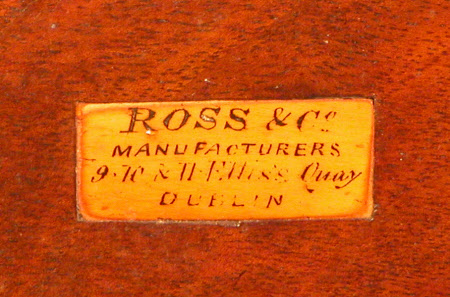 ROSS & Co
MANUFACTURERS
9·10 & 11 Ellis's Quay
DUBLIN